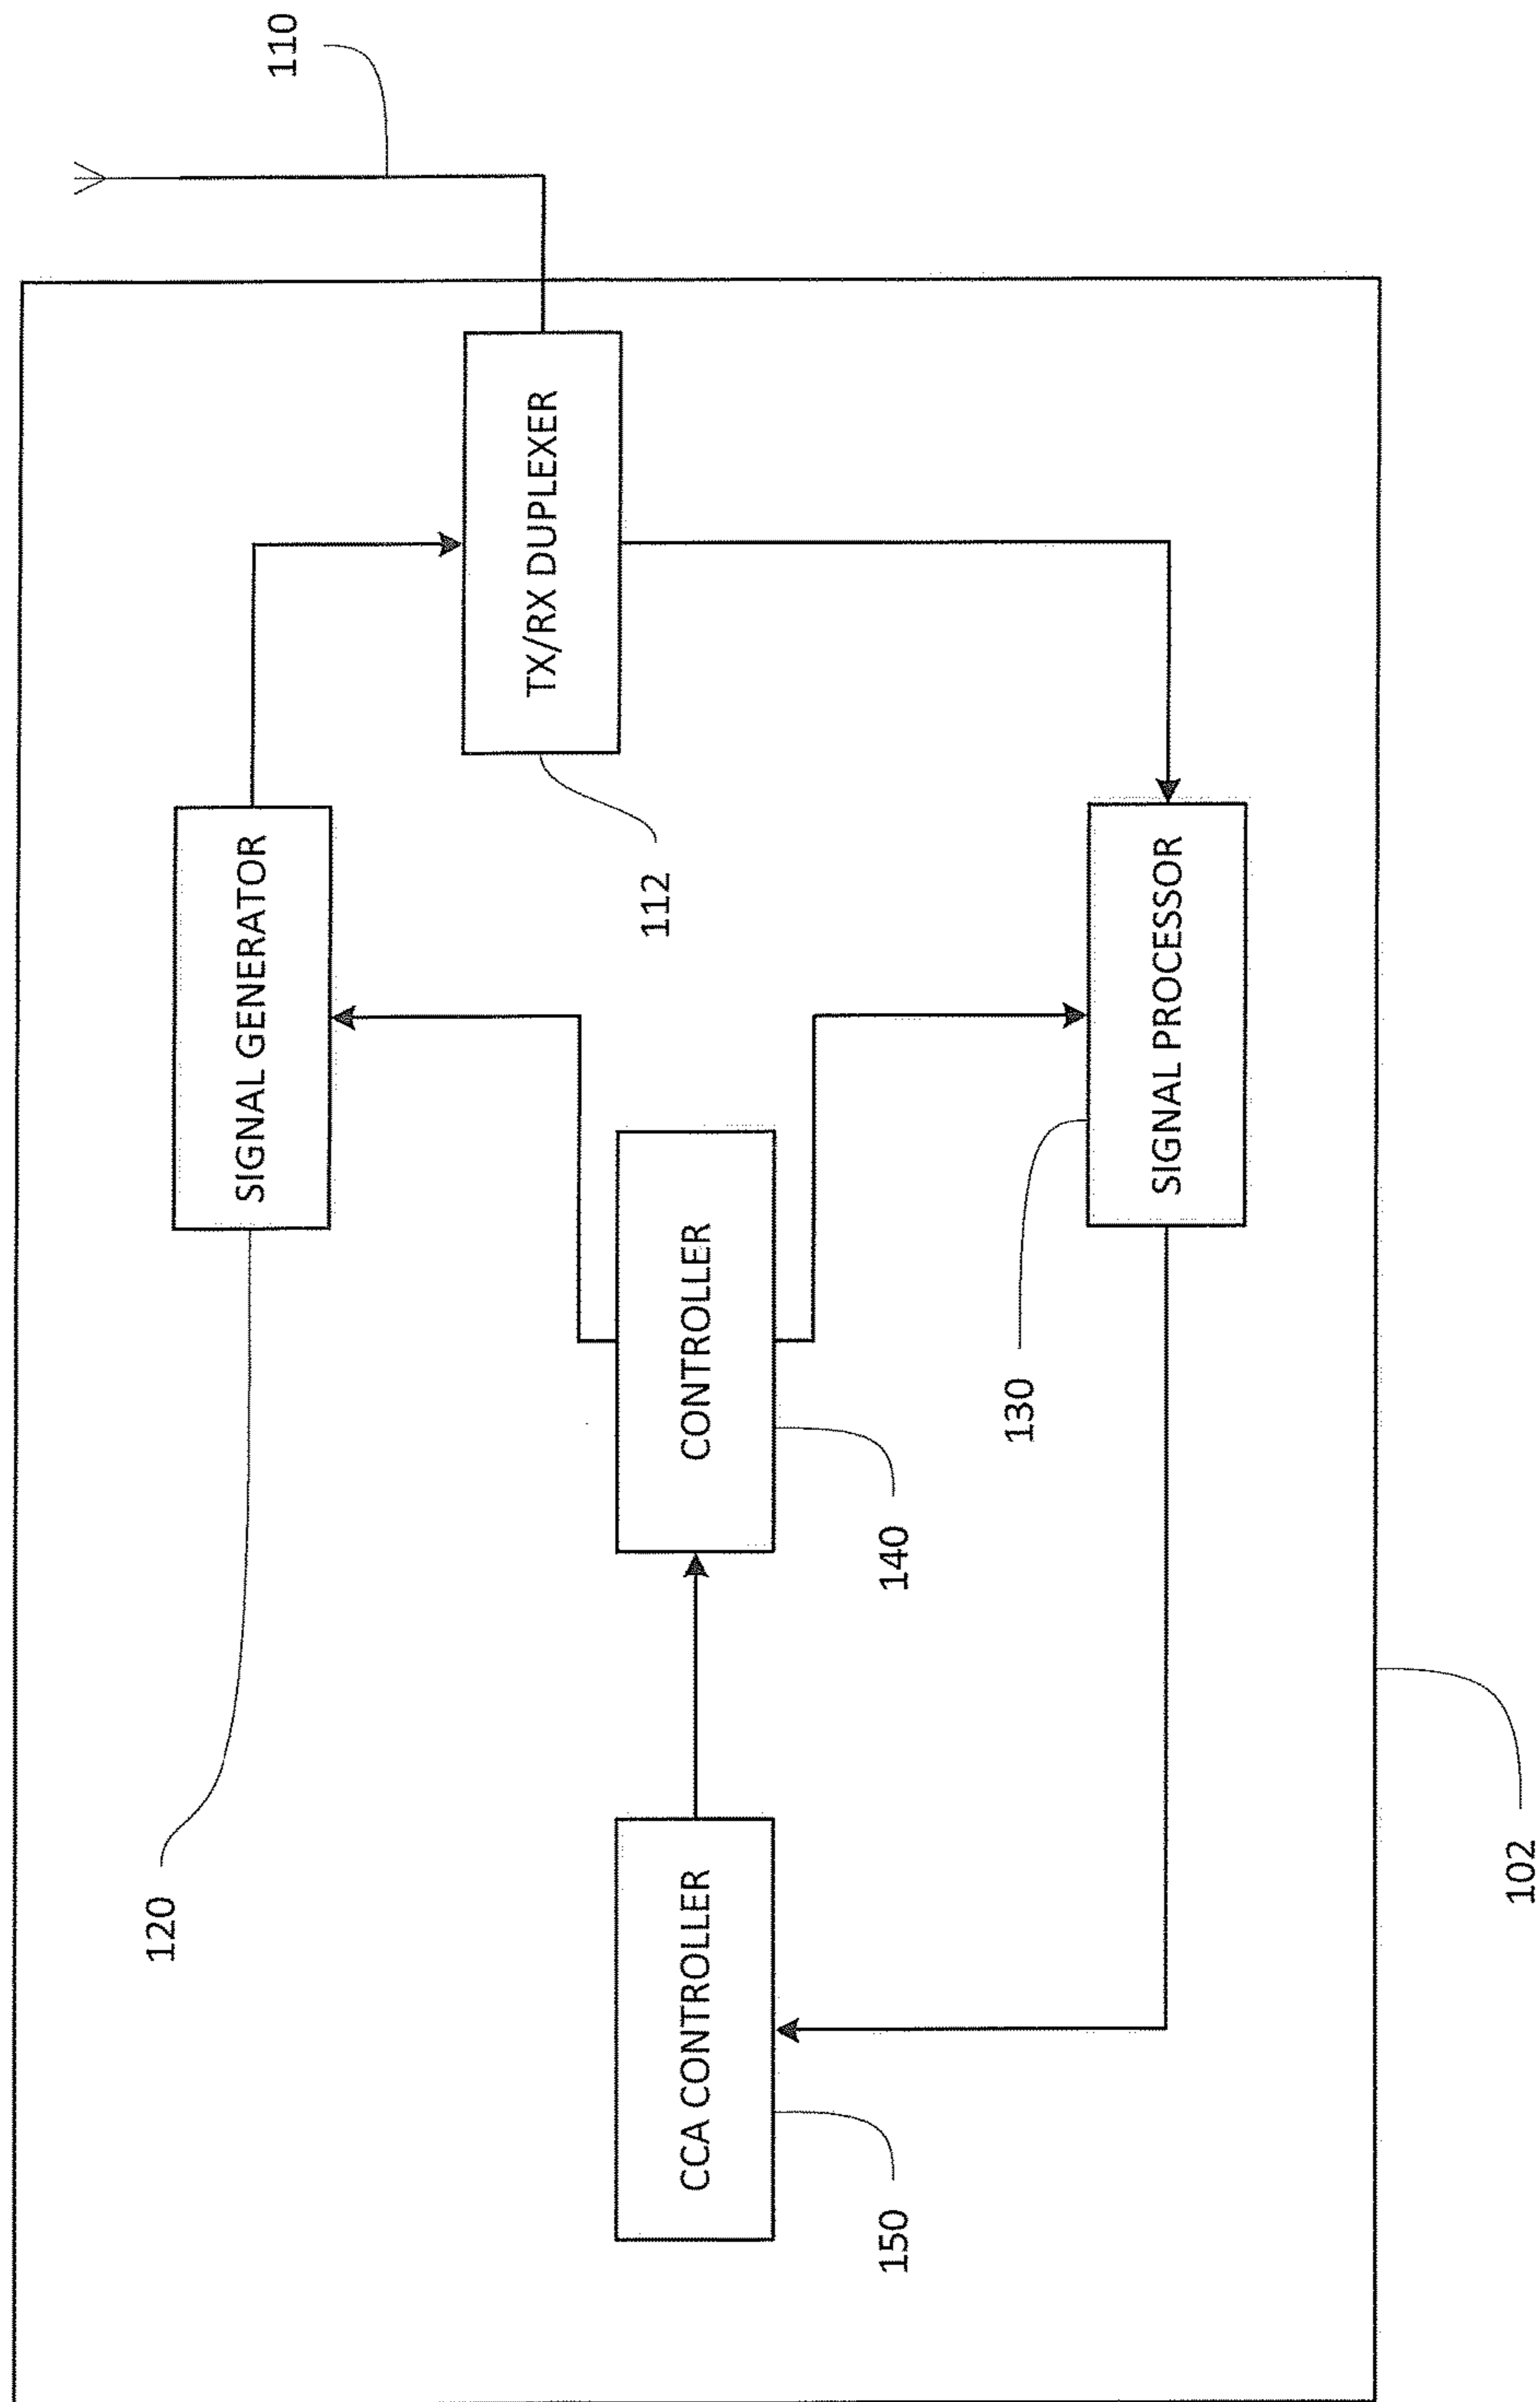 110
SIGNAL GENERATOR
TX/RX DUPLEXER
120
112
CONTROLLER
CCA CONTROLLER
140
150
130
SIGNAL PROCESSOR
102